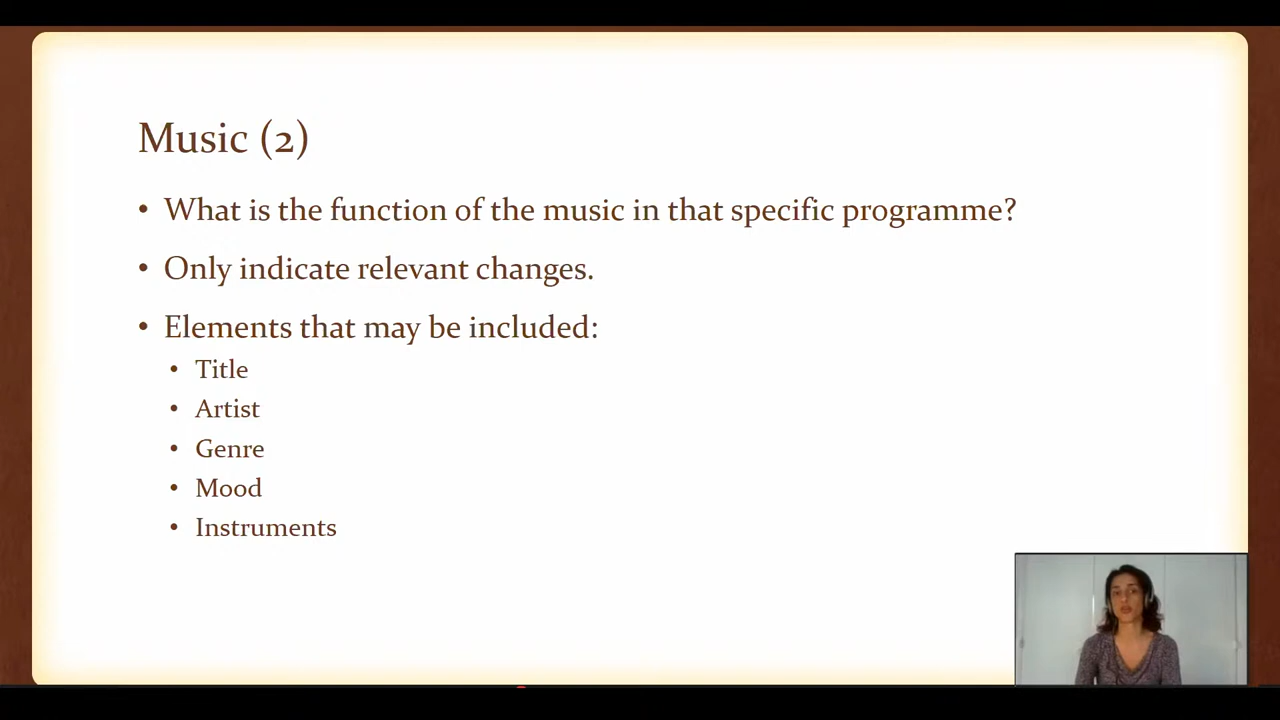 Music (2)
• What is the function of the music in that specific programme?
• Only indicate relevant changes.
• Elements that may be included:
• Title
• Artist
• Genre
• Mood
• Instruments